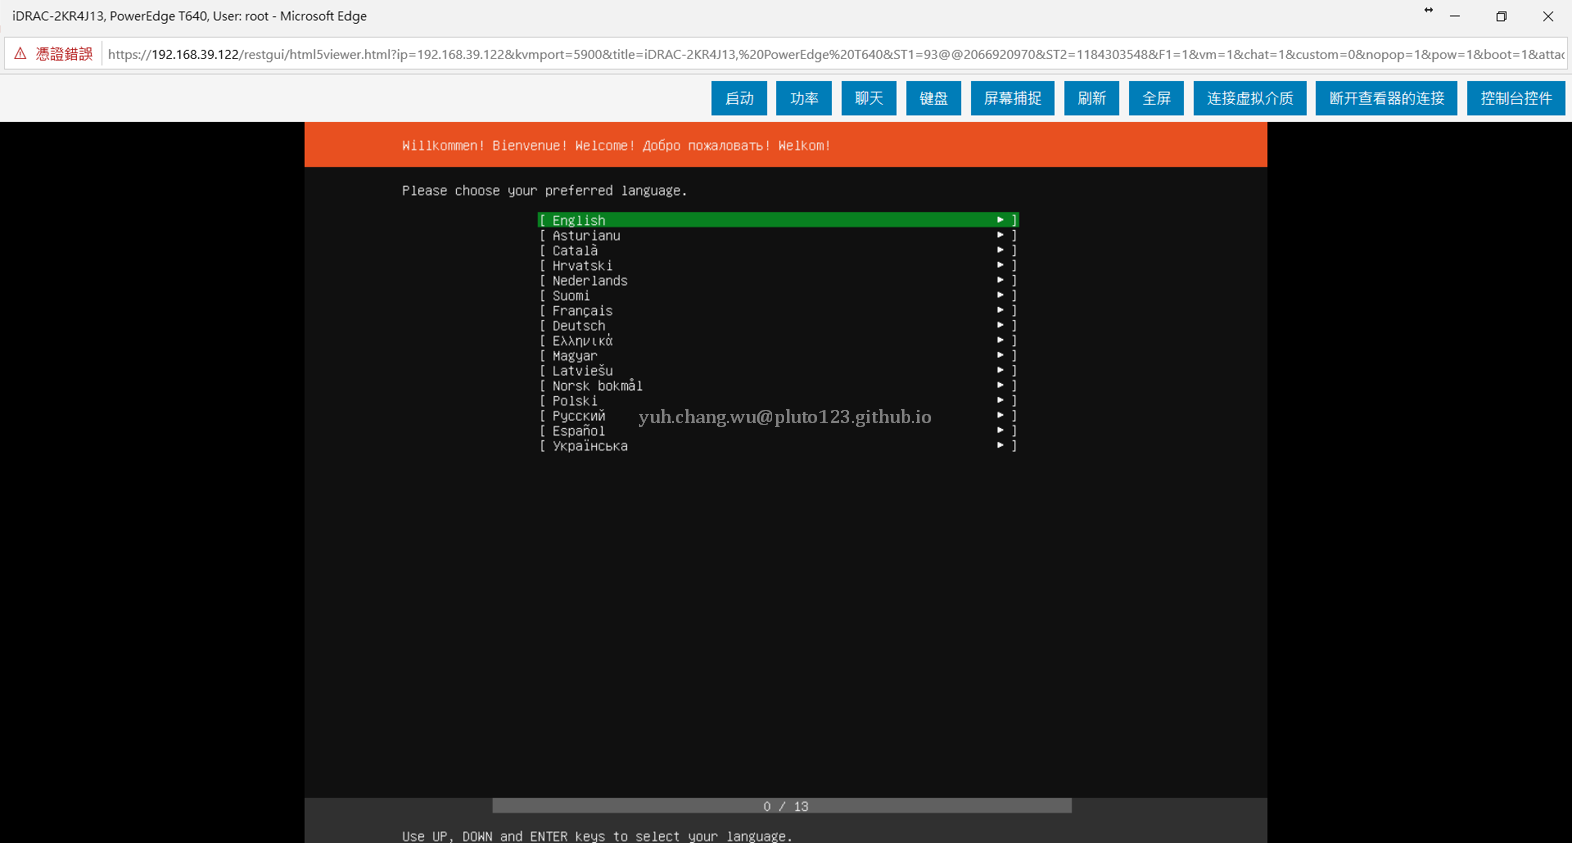 iDRAC-2KR4J13, PowerEdge T640, User: root - Microsoft Edge
憑證錯誤 https://192.168.39.122/restgui/html5viewer.html?ip=192.168.39.122&kvmport=5900&title=iDRAC-2KR4J13,%20PowerEdge%20T640&ST1=93@@2066920970&ST2=1184303548&F1=1&vm=1&chat=1&custom=0&nopop=1&pow=1&boot=1&attac
启动 功率 聊天 键盘 屏幕捕捉 刷新 全屏 连接虚拟介质 断开查看器的连接 控制台控件
Willkommen! Bienvenue! Welcome! Добро пожаловать! Welkom!
Please choose your preferred language.
[ English ► ]
[ Asturianu ► ]
[ Català ► ]
[ Hrvatski ► ]
[ Nederlands ► ]
[ Suomi ► ]
[ Français ► ]
[ Deutsch ► ]
[ Ελληνικά ► ]
[ Magyar ► ]
[ Latviešu ► ]
[ Norsk bokmål ► ]
[ Polski ► ]
[ Русский ► ]
yuh.chang.wu@pluto123.github.io
[ Español ► ]
[ Українська ► ]
0 / 13
Use UP, DOWN and ENTER keys to select your language.